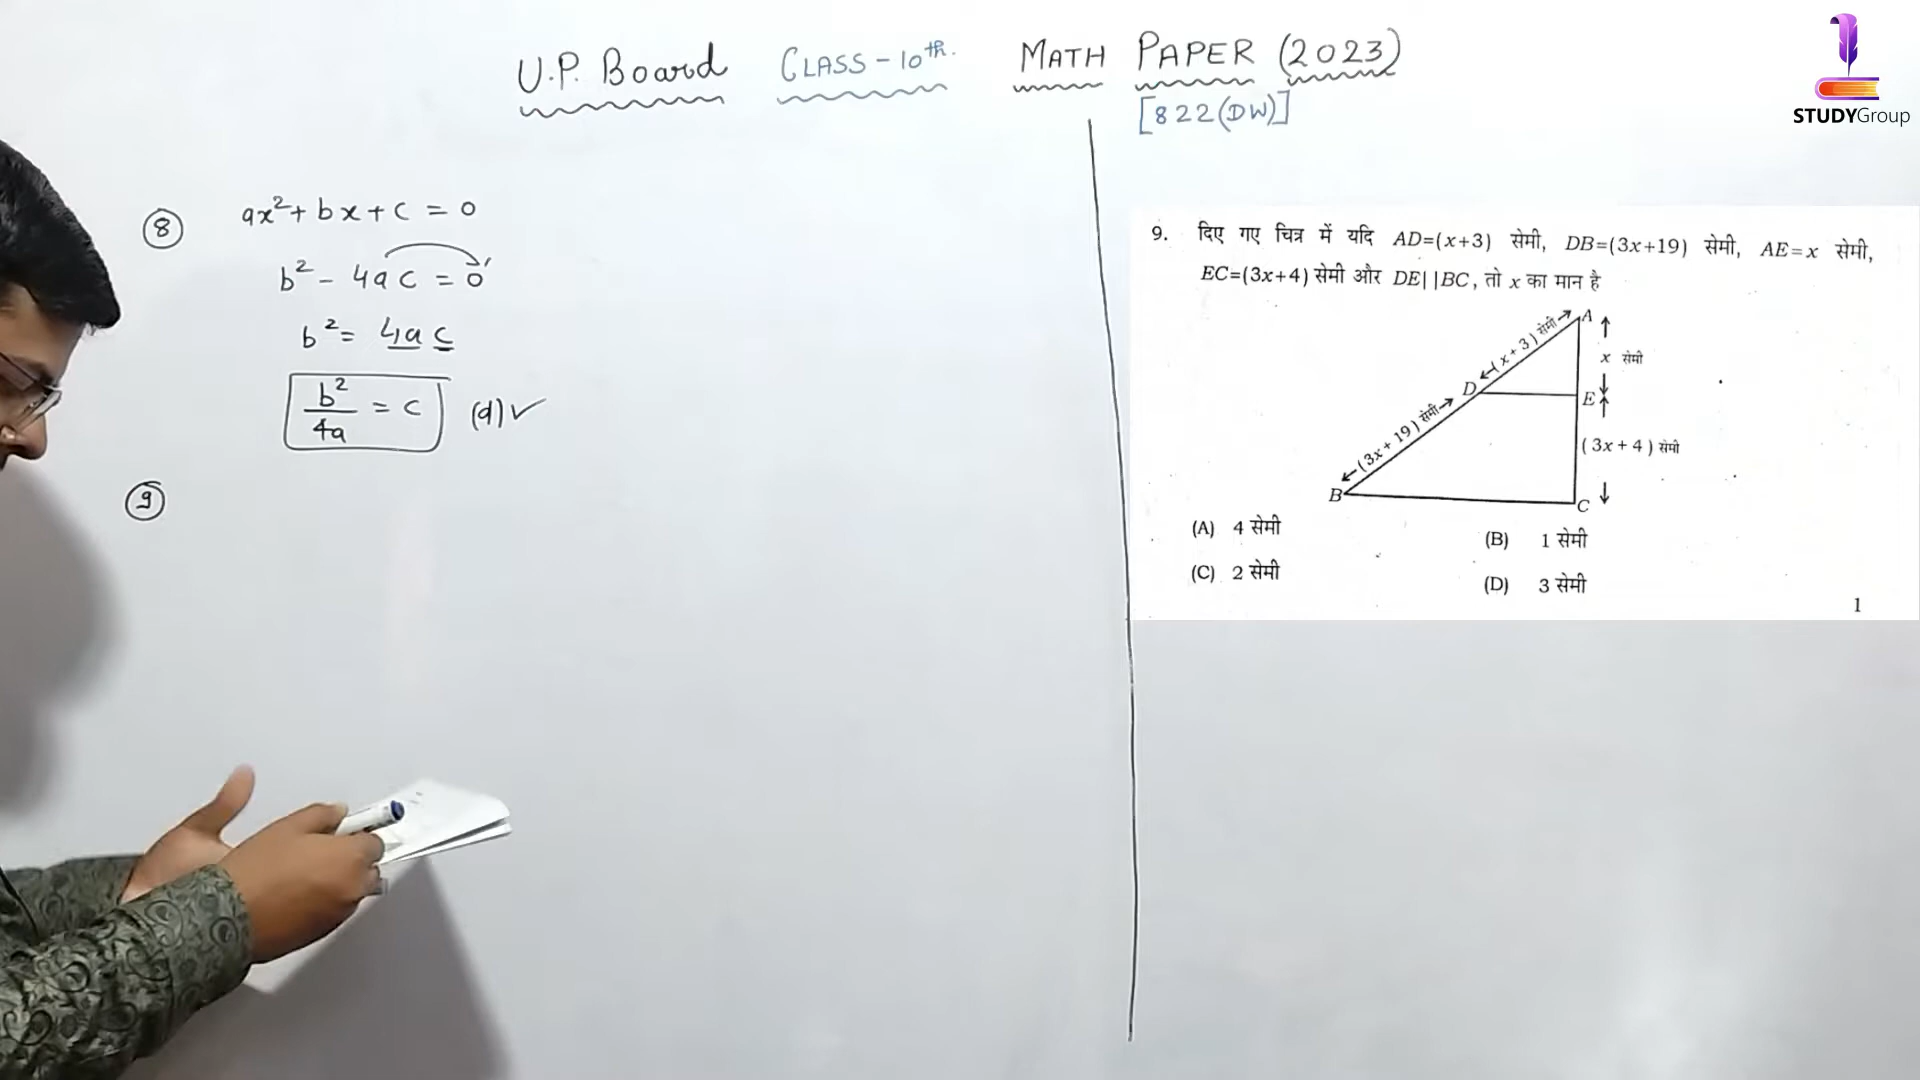 U.P. Board CLASS-10th. MATH PAPER (2023)
[822(DW)]
STUDYGroup
⑧ ax²+bx+c = 0
b² - 4ac = 0
b² = 4ac
b²/4a = c (d)✓
⑨
9. दिए गए चित्र में यदि AD=(x+3) सेमी, DB=(3x+19) सेमी, AE=x सेमी,
EC=(3x+4) सेमी और DE||BC, तो x का मान है
A
(x+3) सेमी
x सेमी
D
E
(3x+19) सेमी
(3x+4) सेमी
B
C
(A) 4 सेमी (B) 1 सेमी
(C) 2 सेमी (D) 3 सेमी
1